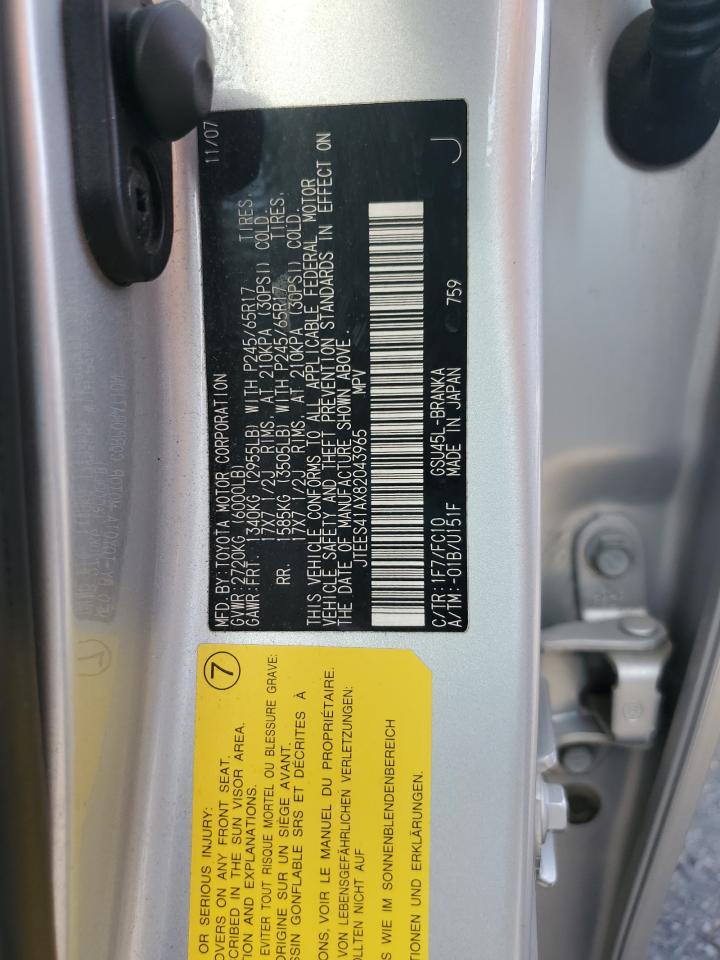 MFD.BY:TOYOTA MOTOR CORPORATION 11/07
GVWR:2720KG (6000LB)
GAWR:FRT. 1340KG (2955LB) WITH P245/65R17 TIRES,
17X7 1/2J RIMS, AT 210KPA (30PSI) COLD.
RR. 1585KG (3505LB) WITH P245/65R17 TIRES,
17X7 1/2J RIMS, AT 210KPA (30PSI) COLD.
THIS VEHICLE CONFORMS TO ALL APPLICABLE FEDERAL MOTOR
VEHICLE SAFETY AND THEFT PREVENTION STANDARDS IN EFFECT ON
THE DATE OF MANUFACTURE SHOWN ABOVE.
JTEES41AX82043965 MPV
J
C/TR:1F7/FC10 GSU45L-BRANKA
A/TM:-01B/U151F MADE IN JAPAN 759
7
OR SERIOUS INJURY:
OVERS ON ANY FRONT SEAT.
CRIBED IN THE SUN VISOR AREA.
TION AND EXPLANATIONS.
EVITER TOUT RISQUE MORTEL OU BLESSURE GRAVE:
ORIGINE SUR UN SIÈGE AVANT.
SSIN GONFLABLE SRS ET DÉCRITES À
ONS, VOIR LE MANUEL DU PROPRIÉTAIRE.
VON LEBENSGEFÄHRLICHEN VERLETZUNGEN:
OLLTEN NICHT AUF
S WIE IM SONNENBLENDENBEREICH
TIONEN UND ERKLÄRUNGEN.